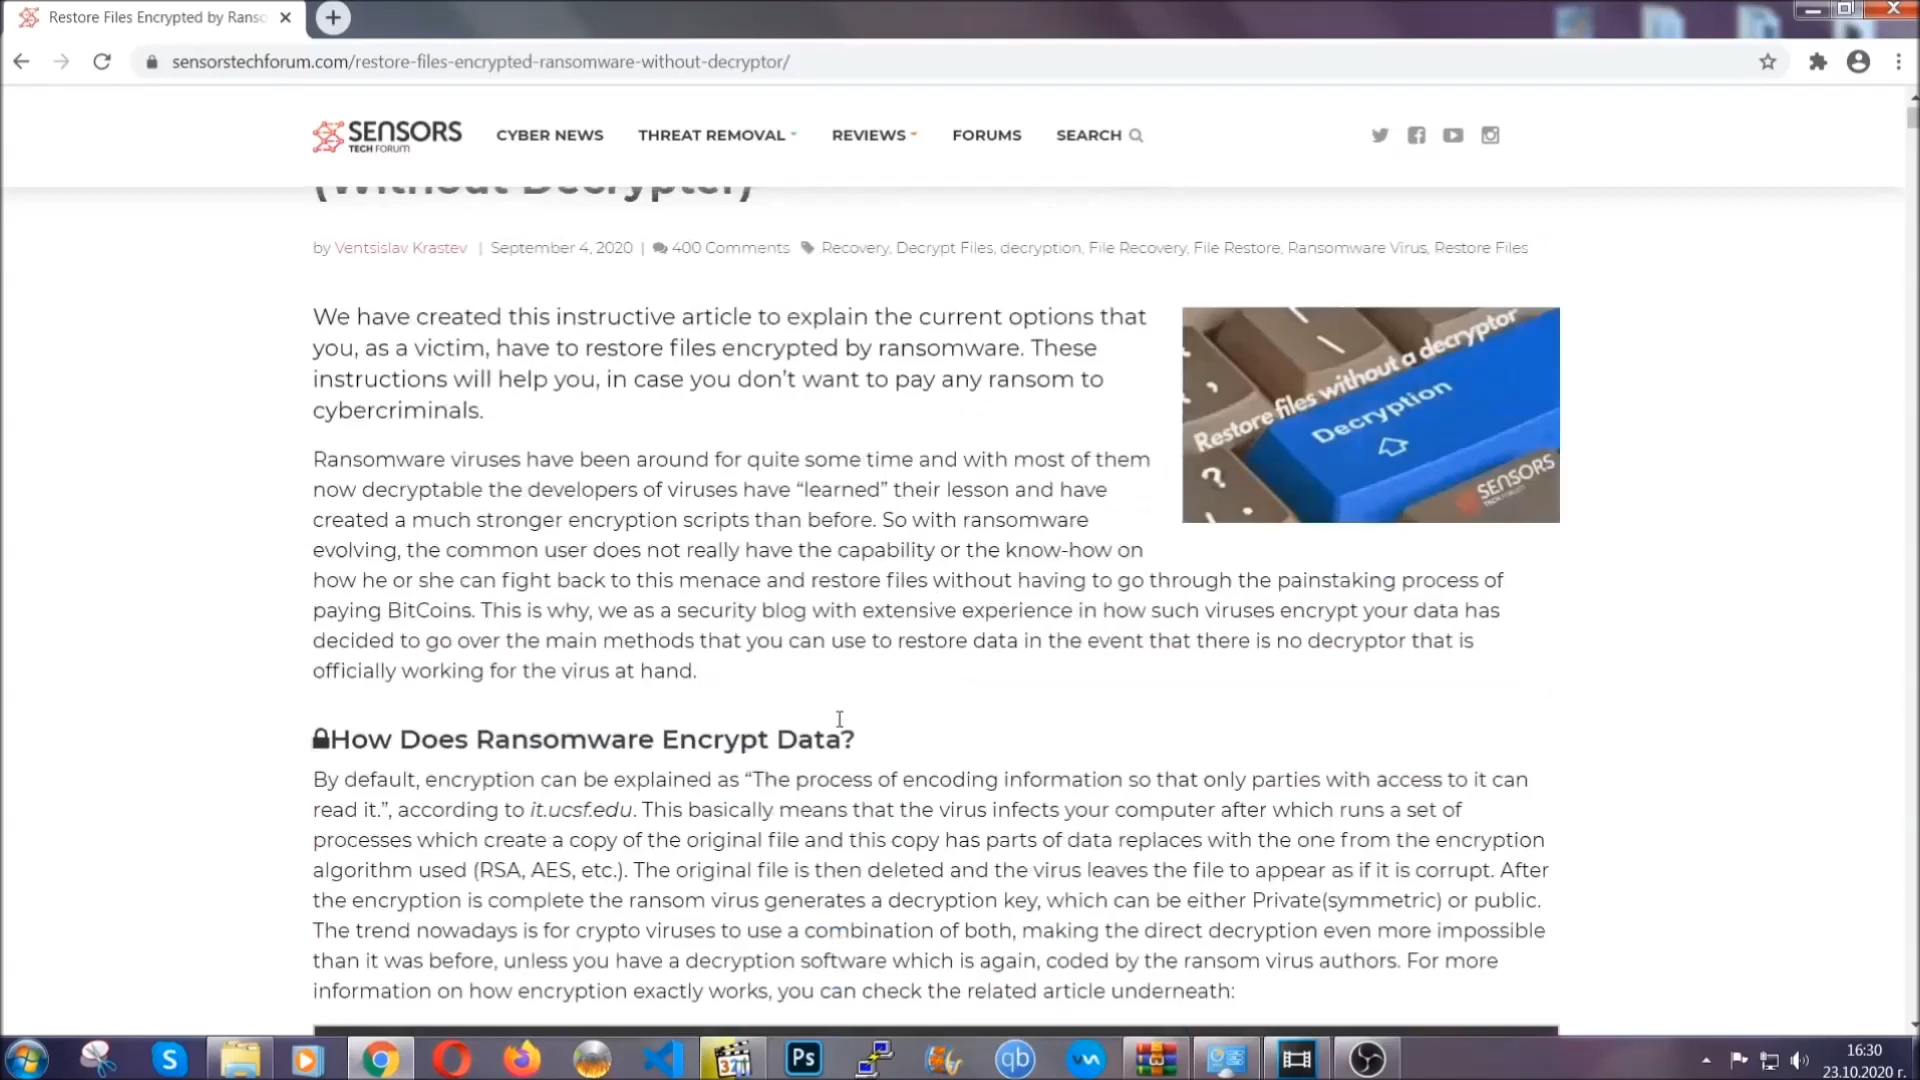 Restore Files Encrypted by Ranso
sensorstechforum.com/restore-files-encrypted-ransomware-without-decryptor/
SENSORS
TECH FORUM
CYBER NEWS THREAT REMOVAL REVIEWS FORUMS SEARCH
(Without Decrypter)
by Ventsislav Krastev | September 4, 2020 | 400 Comments Recovery, Decrypt Files, decryption, File Recovery, File Restore, Ransomware Virus, Restore Files
We have created this instructive article to explain the current options that
you, as a victim, have to restore files encrypted by ransomware. These
instructions will help you, in case you don’t want to pay any ransom to
cybercriminals.
Restore files without a decryptor
Decryption
SENSORS
Ransomware viruses have been around for quite some time and with most of them
now decryptable the developers of viruses have “learned” their lesson and have
created a much stronger encryption scripts than before. So with ransomware
evolving, the common user does not really have the capability or the know-how on
how he or she can fight back to this menace and restore files without having to go through the painstaking process of
paying BitCoins. This is why, we as a security blog with extensive experience in how such viruses encrypt your data has
decided to go over the main methods that you can use to restore data in the event that there is no decryptor that is
officially working for the virus at hand.
How Does Ransomware Encrypt Data?
By default, encryption can be explained as “The process of encoding information so that only parties with access to it can
read it.”, according to it.ucsf.edu. This basically means that the virus infects your computer after which runs a set of
processes which create a copy of the original file and this copy has parts of data replaces with the one from the encryption
algorithm used (RSA, AES, etc.). The original file is then deleted and the virus leaves the file to appear as if it is corrupt. After
the encryption is complete the ransom virus generates a decryption key, which can be either Private(symmetric) or public.
The trend nowadays is for crypto viruses to use a combination of both, making the direct decryption even more impossible
than it was before, unless you have a decryption software which is again, coded by the ransom virus authors. For more
information on how encryption exactly works, you can check the related article underneath:
321
Ps
qb
16:30
23.10.2020 г.